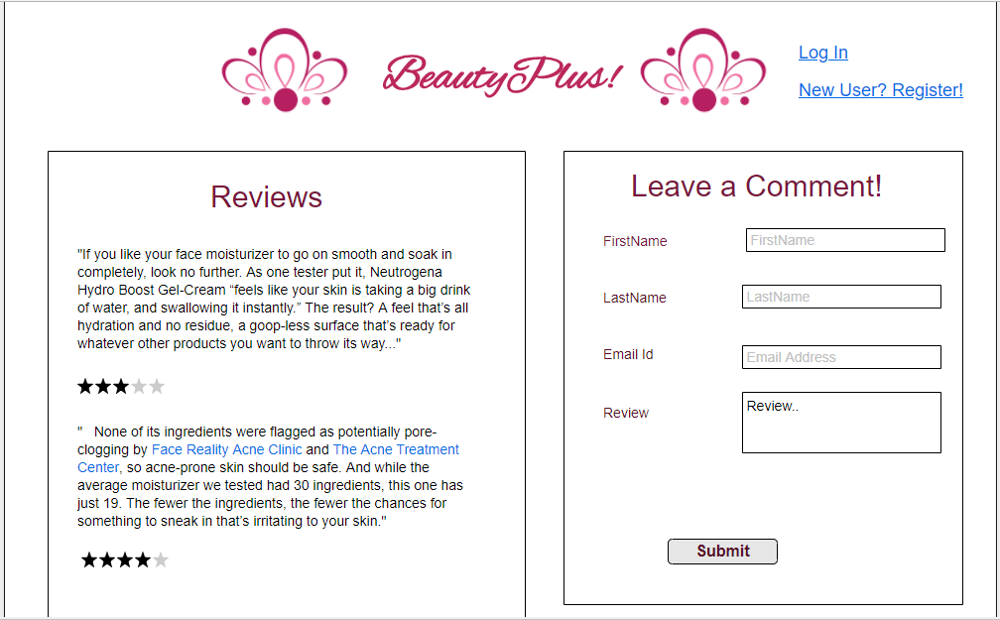 BeautyPlus!
Log In
New User? Register!
Reviews
"If you like your face moisturizer to go on smooth and soak in
completely, look no further. As one tester put it, Neutrogena
Hydro Boost Gel-Cream “feels like your skin is taking a big drink
of water, and swallowing it instantly.” The result? A feel that’s all
hydration and no residue, a goop-less surface that’s ready for
whatever other products you want to throw its way..."
" None of its ingredients were flagged as potentially pore-
clogging by Face Reality Acne Clinic and The Acne Treatment
Center, so acne-prone skin should be safe. And while the
average moisturizer we tested had 30 ingredients, this one has
just 19. The fewer the ingredients, the fewer the chances for
something to sneak in that’s irritating to your skin."
Leave a Comment!
FirstName FirstName
LastName LastName
Email Id Email Address
Review Review..
Submit